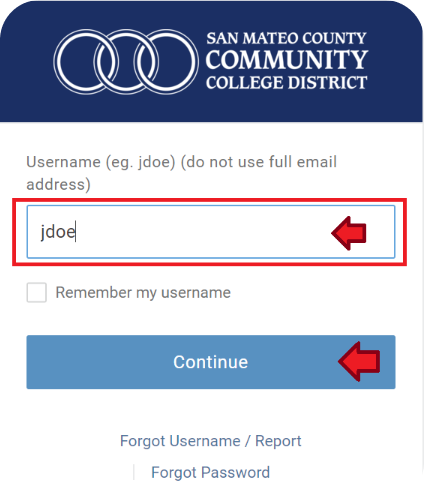 SAN MATEO COUNTY
COMMUNITY
COLLEGE DISTRICT
Username (eg. jdoe) (do not use full email
address)
jdoe
Remember my username
Continue
Forgot Username / Report
Forgot Password